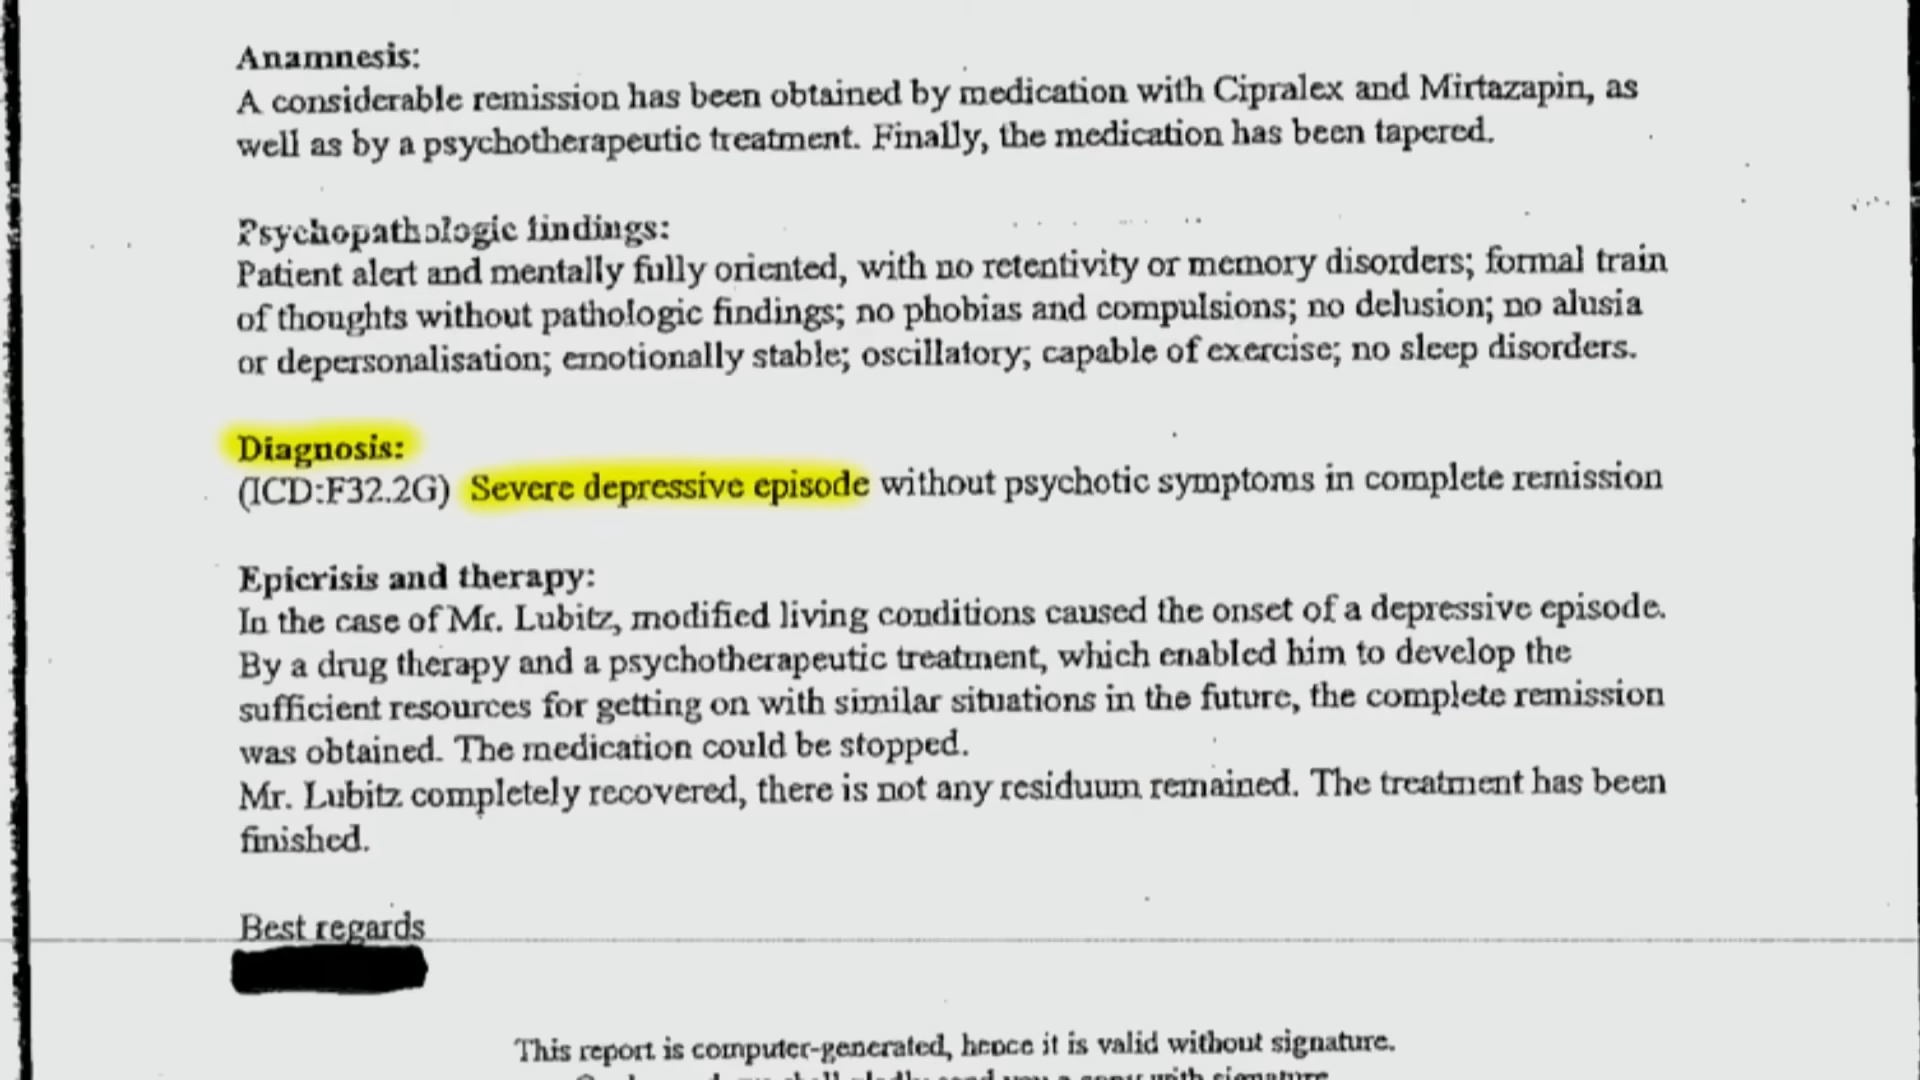 Anamnesis:
A considerable remission has been obtained by medication with Cipralex and Mirtazapin, as
well as by a psychotherapeutic treatment. Finally, the medication has been tapered.
Psychopathologic findings:
Patient alert and mentally fully oriented, with no retentivity or memory disorders; formal train
of thoughts without pathologic findings; no phobias and compulsions; no delusion; no alusia
or depersonalisation; emotionally stable; oscillatory; capable of exercise; no sleep disorders.
Diagnosis:
(ICD:F32.2G) Severe depressive episode without psychotic symptoms in complete remission
Epicrisis and therapy:
In the case of Mr. Lubitz, modified living conditions caused the onset of a depressive episode.
By a drug therapy and a psychotherapeutic treatment, which enabled him to develop the
sufficient resources for getting on with similar situations in the future, the complete remission
was obtained. The medication could be stopped.
Mr. Lubitz completely recovered, there is not any residuum remained. The treatment has been
finished.
Best regards
This report is computer-generated, hence it is valid without signature.
send you a copy with signature